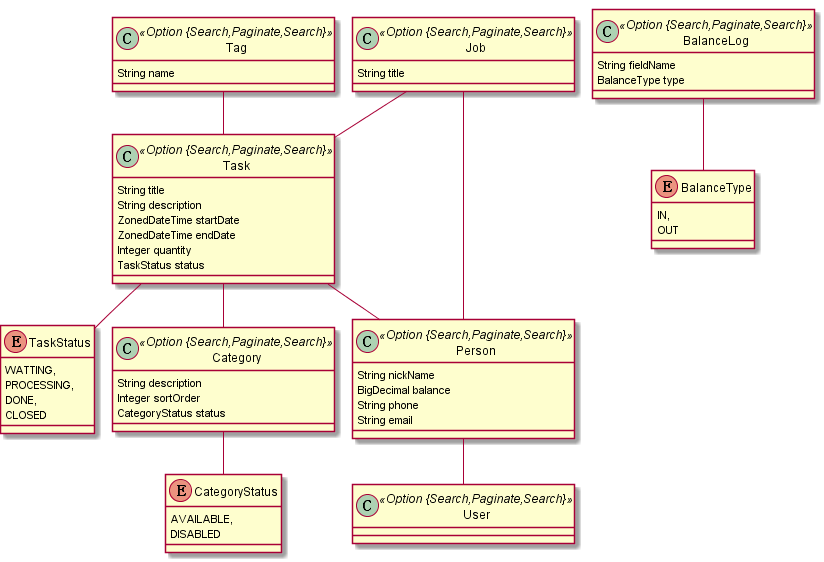 C «Option {Search,Paginate,Search}»
Tag
String name
C «Option {Search,Paginate,Search}»
Job
String title
C «Option {Search,Paginate,Search}»
BalanceLog
String fieldName
BalanceType type
C «Option {Search,Paginate,Search}»
Task
String title
String description
ZonedDateTime startDate
ZonedDateTime endDate
Integer quantity
TaskStatus status
E BalanceType
IN,
OUT
E TaskStatus
WATTING,
PROCESSING,
DONE,
CLOSED
C «Option {Search,Paginate,Search}»
Category
String description
Integer sortOrder
CategoryStatus status
C «Option {Search,Paginate,Search}»
Person
String nickName
BigDecimal balance
String phone
String email
E CategoryStatus
AVAILABLE,
DISABLED
C «Option {Search,Paginate,Search}»
User